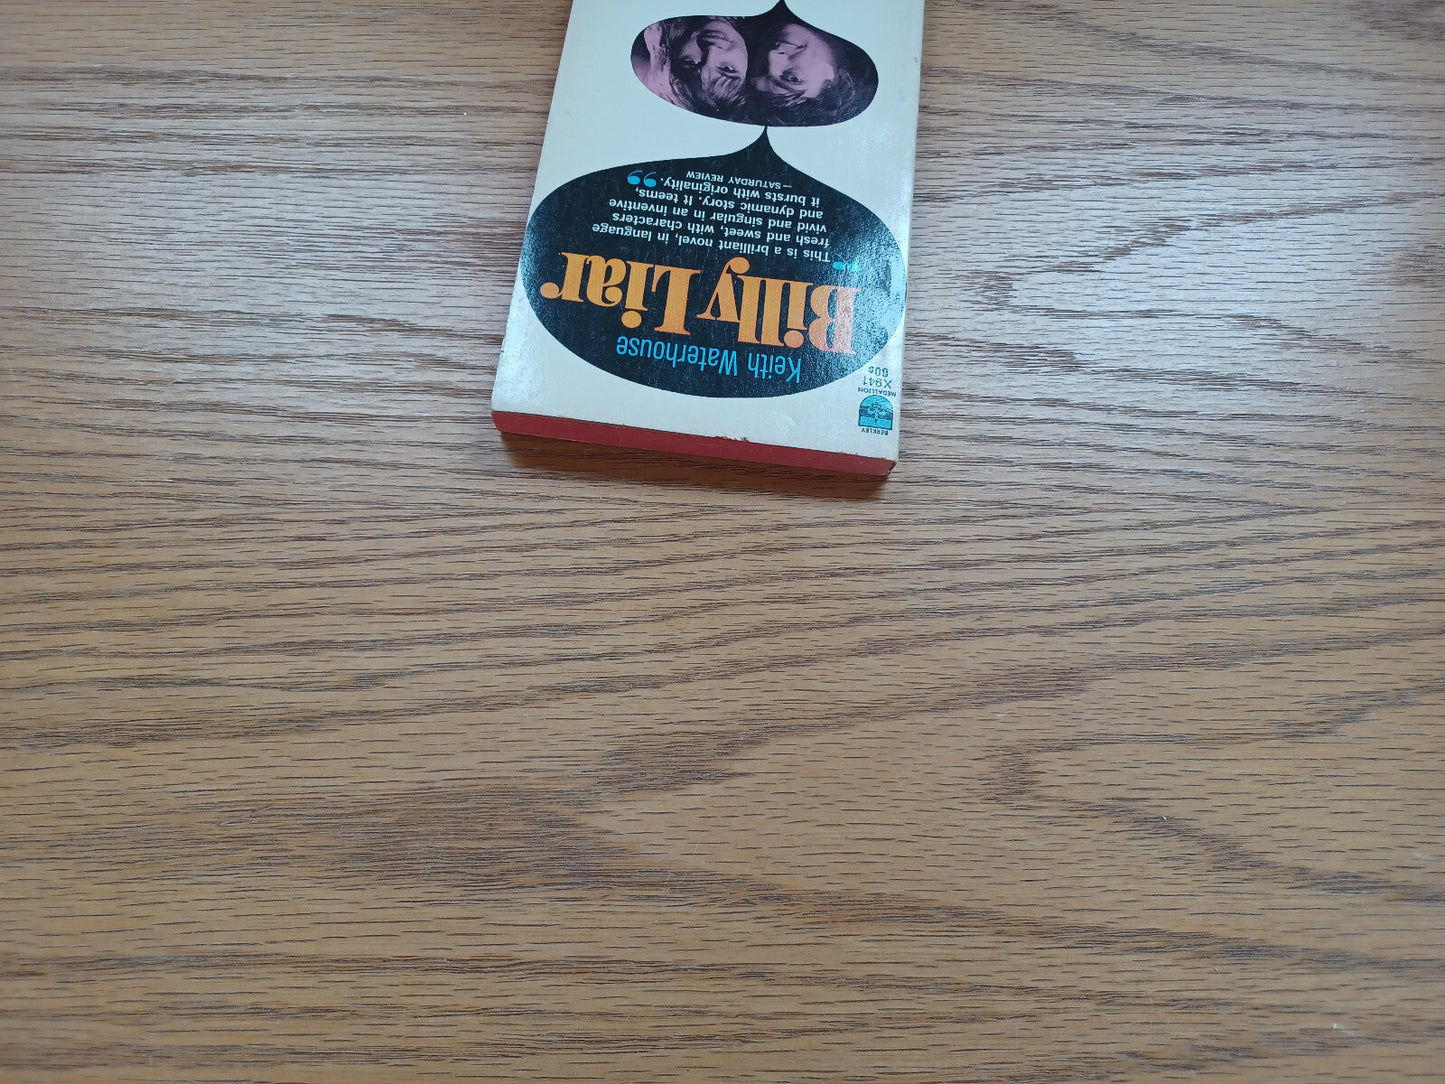 BERKLEY
MEDALLION
X941
60¢
Keith Waterhouse
Billy Liar
“This is a brilliant novel, in language
fresh and sweet, with characters
vivid and singular in an inventive
and dynamic story. It teems,
it bursts with originality.”
—SATURDAY REVIEW